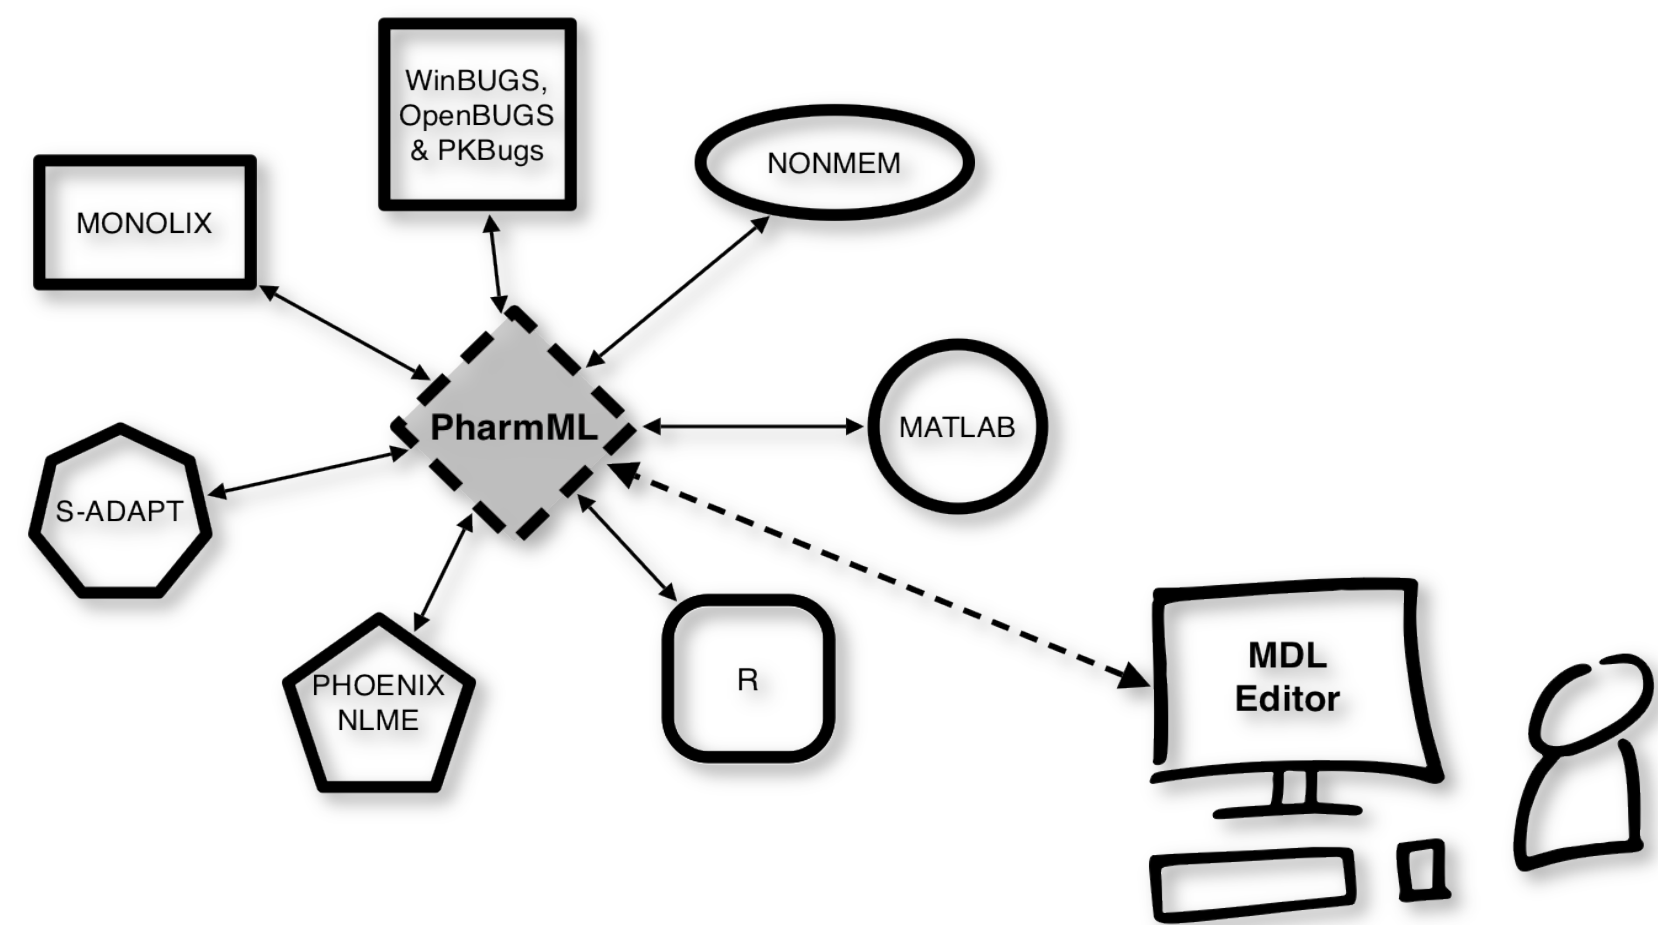 WinBUGS,
OpenBUGS
& PKBugs
NONMEM
MONOLIX
PharmML
MATLAB
S-ADAPT
PHOENIX
NLME
R
MDL
Editor